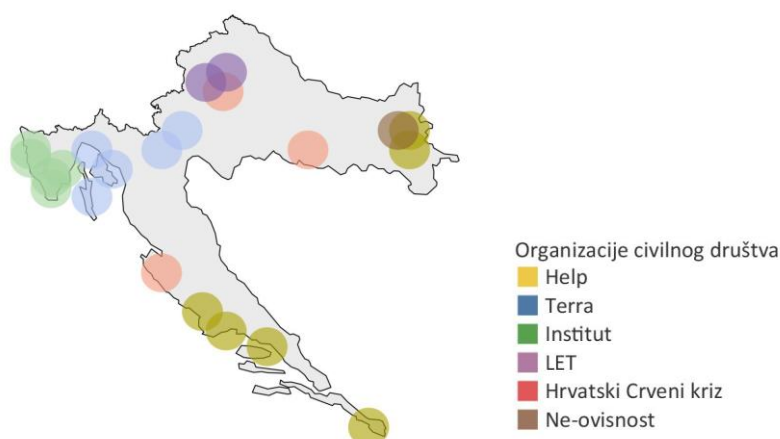 Organizacije civilnog društva
Help
Terra
Institut
LET
Hrvatski Crveni kriz
Ne-ovisnost